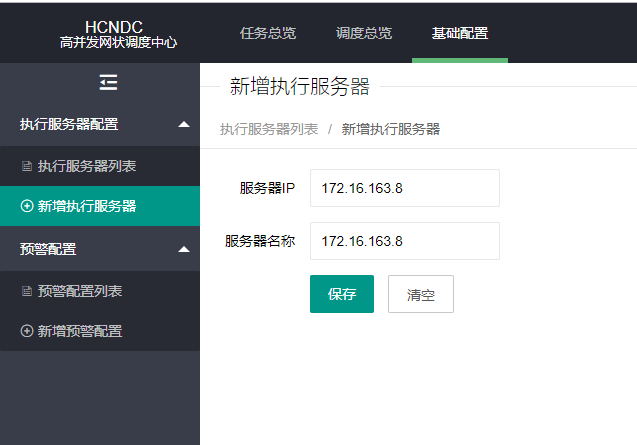 HCNDC
高并发网状调度中心
任务总览
调度总览
基础配置
执行服务器配置
执行服务器列表
新增执行服务器
预警配置
预警配置列表
新增预警配置
新增执行服务器
执行服务器列表 / 新增执行服务器
服务器IP 172.16.163.8
服务器名称 172.16.163.8
保存 清空